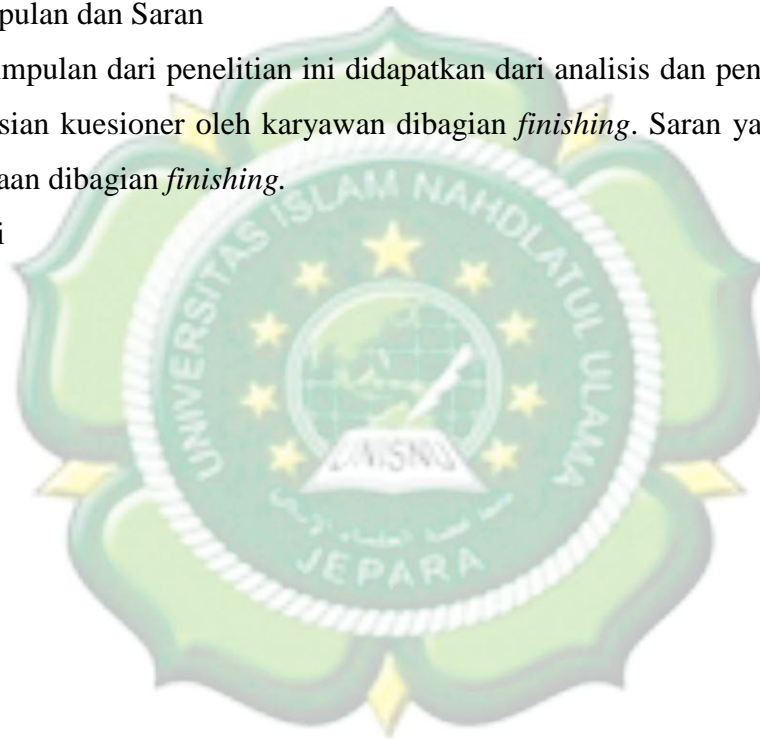 pulan dan Saran
impulan dari penelitian ini didapatkan dari analisis dan pen
sian kuesioner oleh karyawan dibagian finishing. Saran ya
aan dibagian finishing.
i
UNIVERSITAS ISLAM NAHDLATUL ULAMA
UNISNU
JEPARA